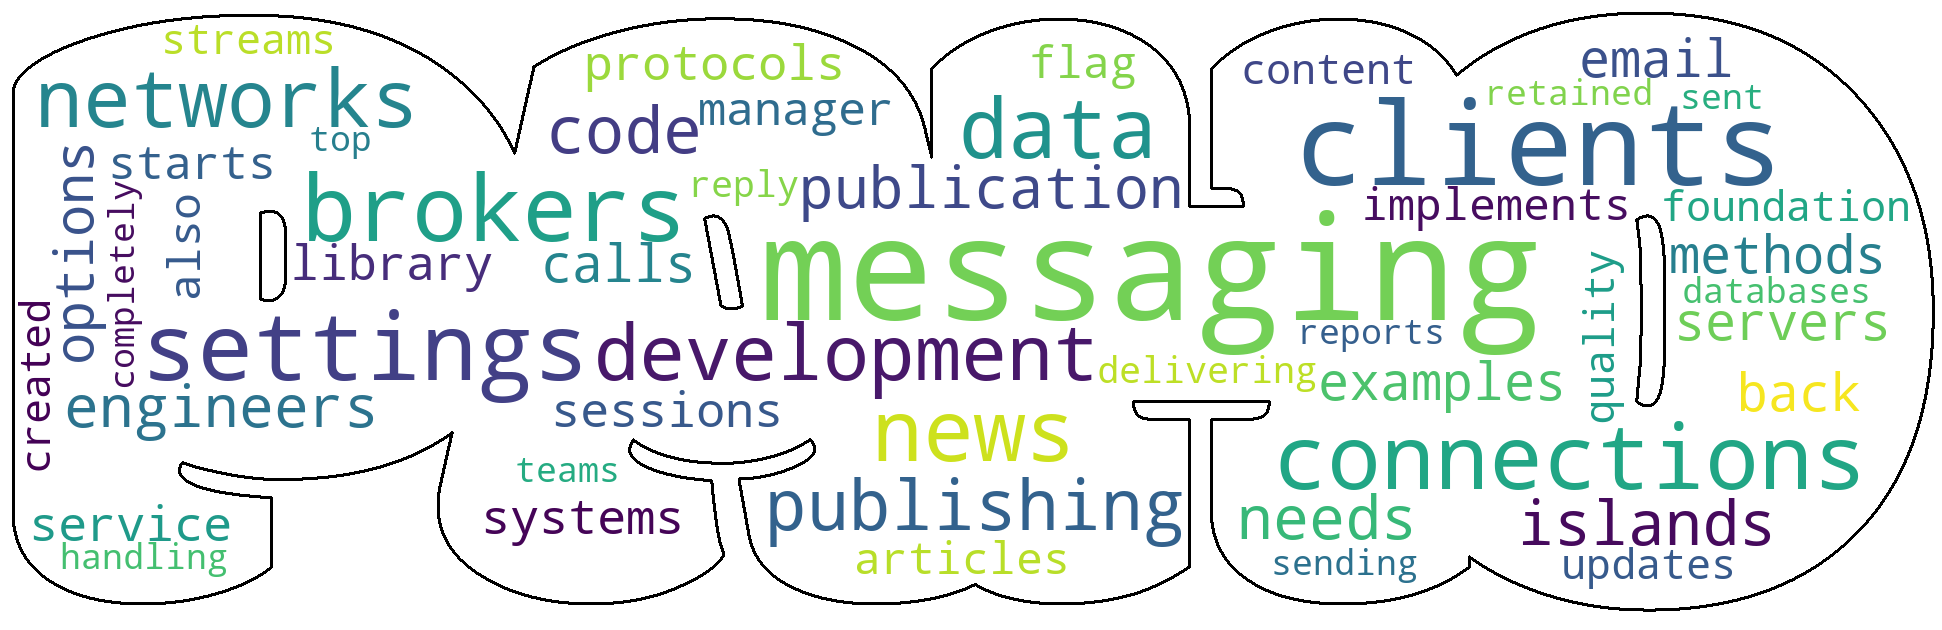 streams
networks
top
starts
options
completely
also
created
brokers
library
settings
engineers
service
handling
protocols
code
manager
reply
publication
calls
development
sessions
teams
systems
flag
data
messaging
delivering
news
publishing
articles
content
email
retained
sent
clients
implements
foundation
methods
databases
servers
quality
reports
examples
back
connections
needs
islands
sending
updates